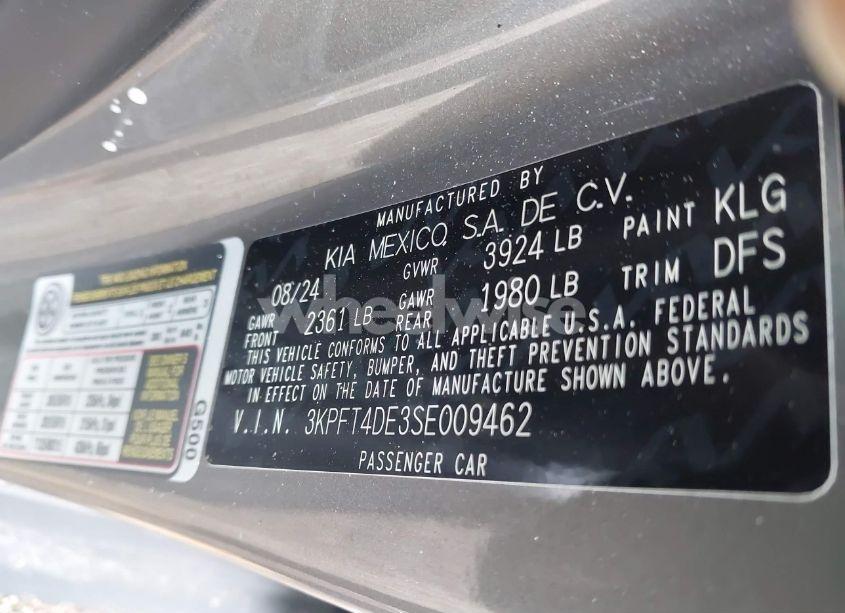 MANUFACTURED BY
KIA MEXICO, S.A. DE C.V.
08/24 GVWR 3924 LB PAINT KLG
GAWR FRONT 2361 LB GAWR REAR 1980 LB TRIM DFS
THIS VEHICLE CONFORMS TO ALL APPLICABLE U.S.A. FEDERAL
MOTOR VEHICLE SAFETY, BUMPER, AND THEFT PREVENTION STANDARDS
IN EFFECT ON THE DATE OF MANUFACTURE SHOWN ABOVE.
V.I.N. 3KPFT4DE3SE009462
PASSENGER CAR
G500
wheelwise